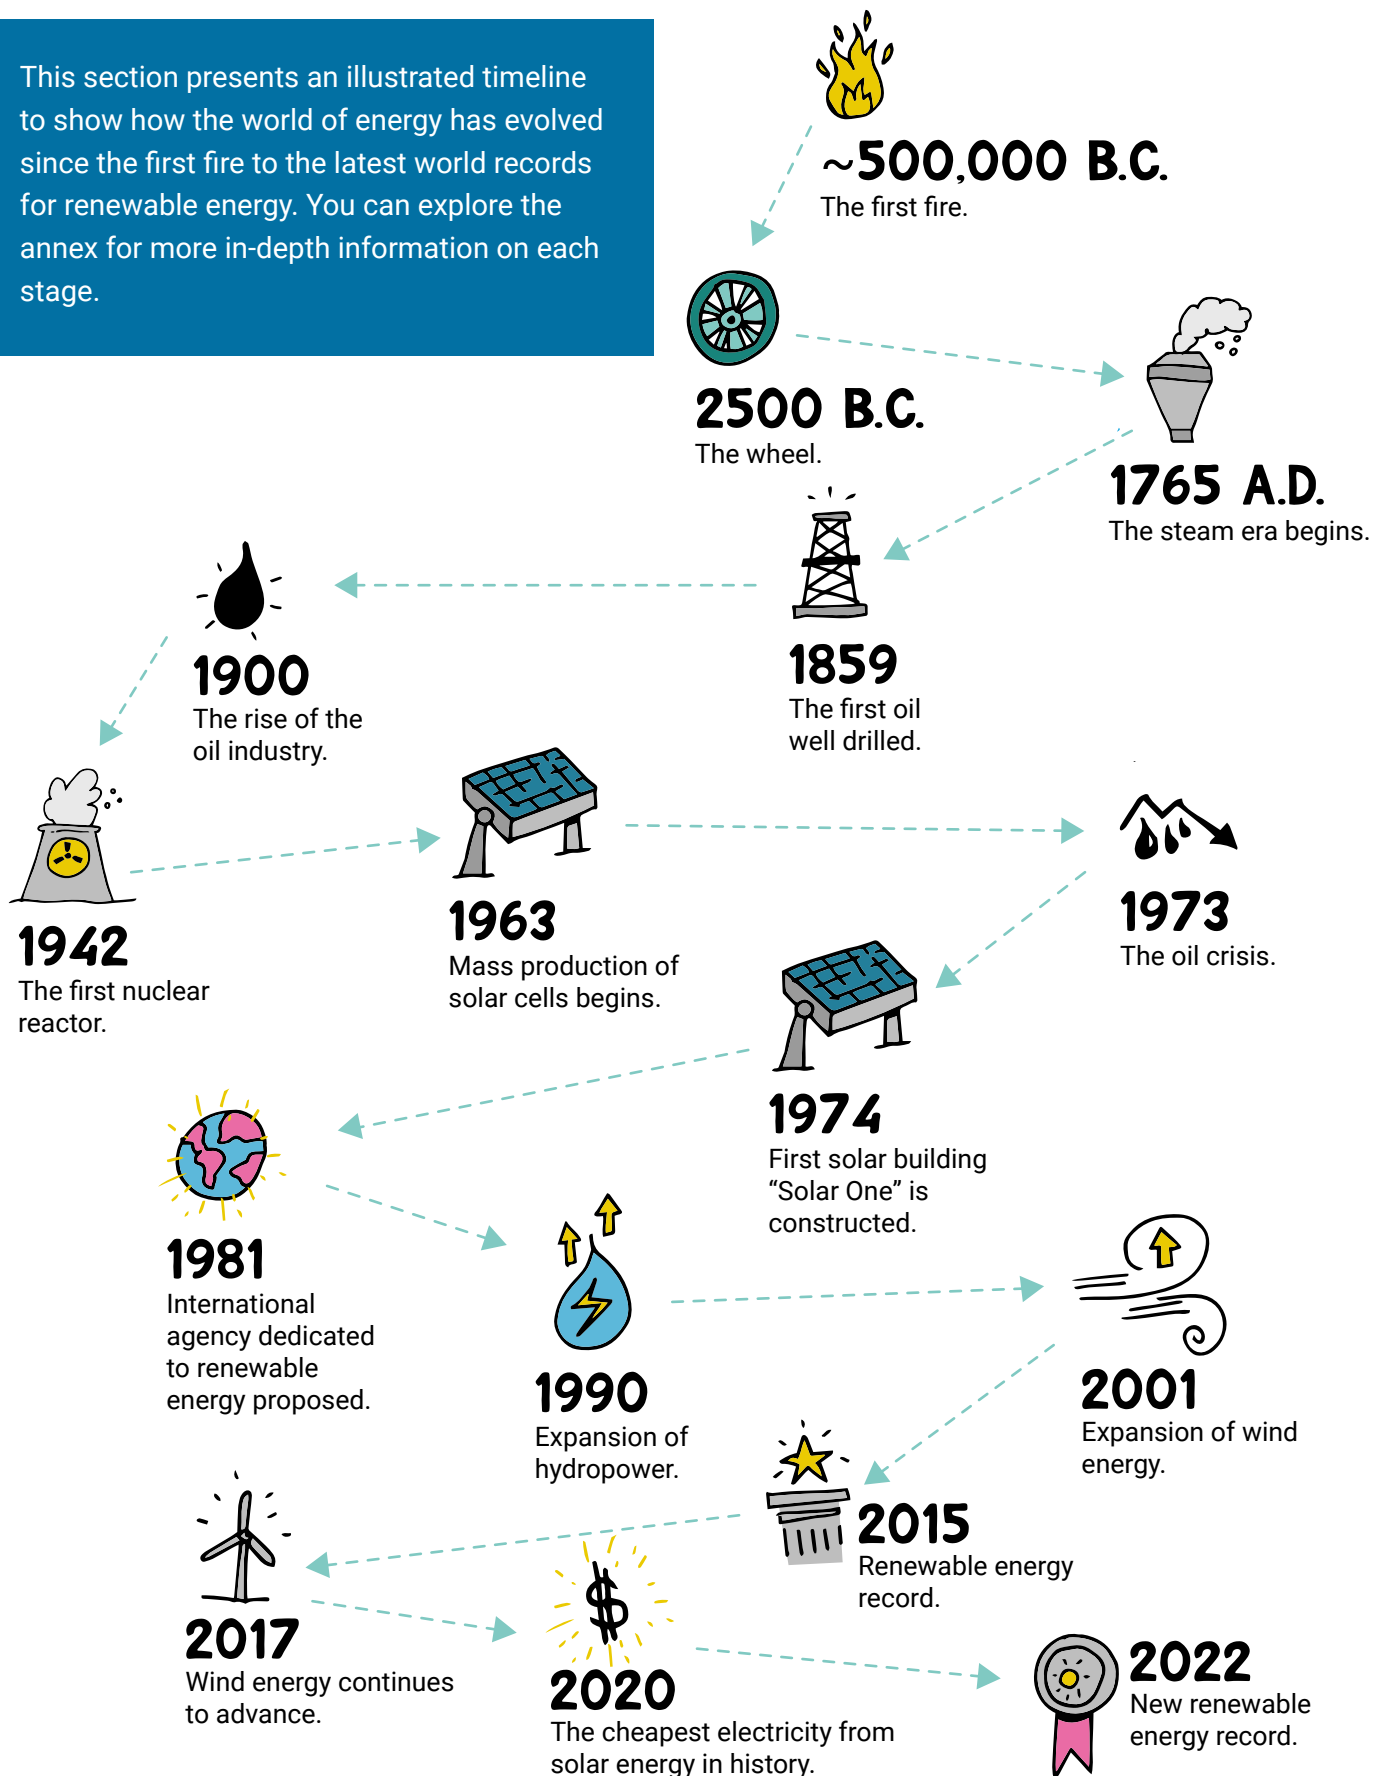 This section presents an illustrated timeline
to show how the world of energy has evolved
since the first fire to the latest world records
for renewable energy. You can explore the
annex for more in-depth information on each
stage.
~500,000 B.C.
The first fire.
2500 B.C.
The wheel.
1765 A.D.
The steam era begins.
1859
The first oil
well drilled.
1900
The rise of the
oil industry.
1942
The first nuclear
reactor.
1963
Mass production of
solar cells begins.
1973
The oil crisis.
1974
First solar building
“Solar One” is
constructed.
1981
International
agency dedicated
to renewable
energy proposed.
1990
Expansion of
hydropower.
2001
Expansion of wind
energy.
2015
Renewable energy
record.
2017
Wind energy continues
to advance.
$
2020
The cheapest electricity from
solar energy in history.
2022
New renewable
energy record.